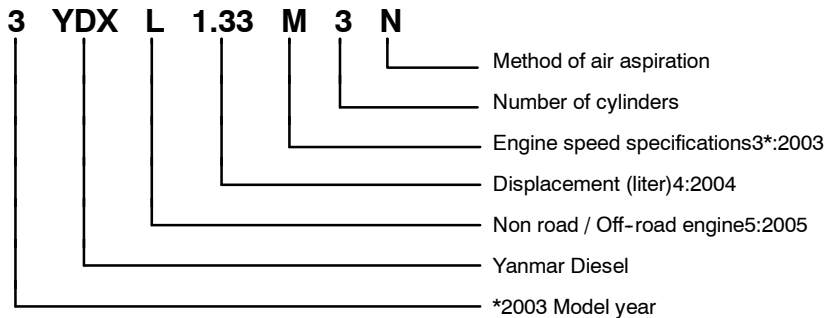 3 YDX L 1.33 M 3 N
Method of air aspiration
Number of cylinders
Engine speed specifications3*:2003
Displacement (liter)4:2004
Non road / Off-road engine5:2005
Yanmar Diesel
*2003 Model year